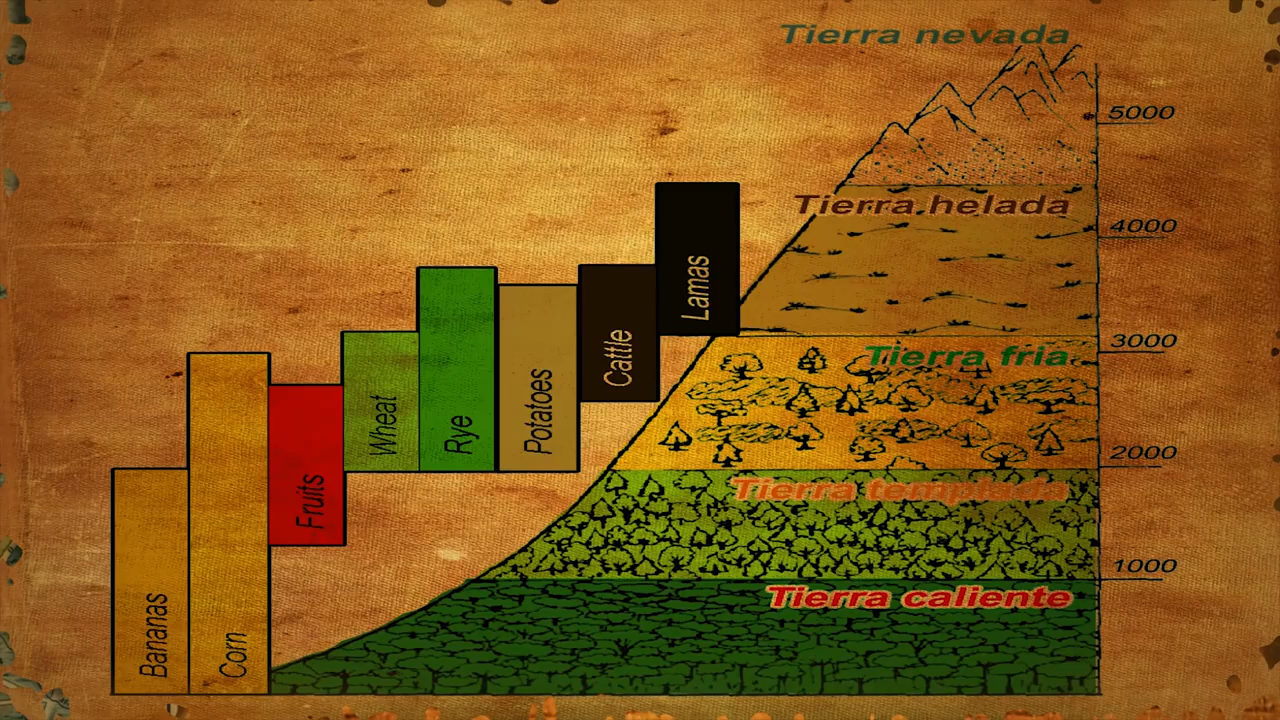 Tierra nevada
5000
Tierra helada
4000
Tierra fria
3000
2000
Tierra templada
1000
Tierra caliente
Bananas
Corn
Fruits
Wheat
Rye
Potatoes
Cattle
Lamas